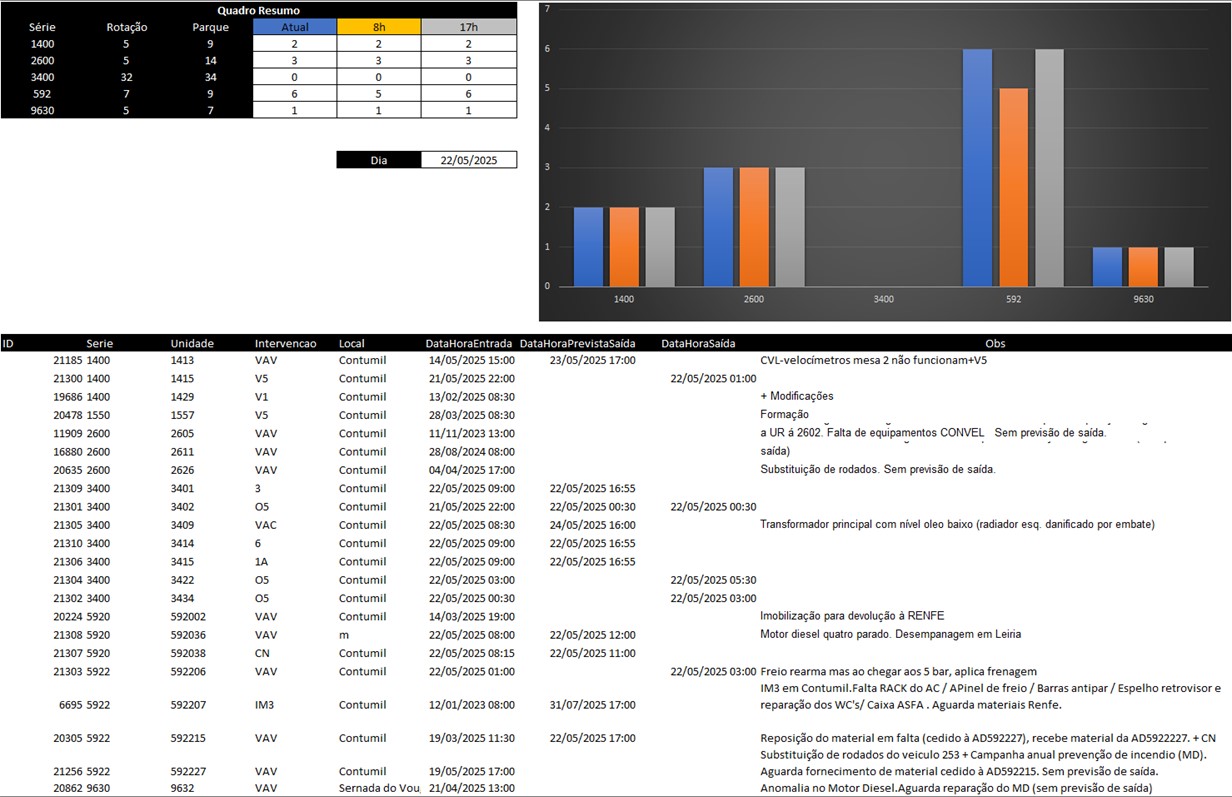 Quadro Resumo
Série Rotação Parque Atual 8h 17h
1400 5 9 2 2 2
2600 5 14 3 3 3
3400 32 34 0 0 0
592 7 9 6 5 6
9630 5 7 1 1 1
Dia 22/05/2025
7
6
5
4
3
2
1
0
1400 2600 3400 592 9630
ID Serie Unidade Intervencao Local DataHoraEntrada DataHoraPrevistaSaída DataHoraSaída Obs
21185 1400 1413 VAV Contumil 14/05/2025 15:00 23/05/2025 17:00 CVL-velocímetros mesa 2 não funcionam+V5
21300 1400 1415 V5 Contumil 21/05/2025 22:00 22/05/2025 01:00
19686 1400 1429 V1 Contumil 13/02/2025 08:30 + Modificações
20478 1550 1557 V5 Contumil 28/03/2025 08:30 Formação
11909 2600 2605 VAV Contumil 11/11/2023 13:00 a UR á 2602. Falta de equipamentos CONVEL Sem previsão de saída.
16880 2600 2611 VAV Contumil 28/08/2024 08:00 saída)
20635 2600 2626 VAV Contumil 04/04/2025 17:00 Substituição de rodados. Sem previsão de saída.
21309 3400 3401 3 Contumil 22/05/2025 09:00 22/05/2025 16:55
21301 3400 3402 O5 Contumil 21/05/2025 22:00 22/05/2025 00:30 22/05/2025 00:30
21305 3400 3409 VAC Contumil 22/05/2025 08:30 24/05/2025 16:00 Transformador principal com nível oleo baixo (radiador esq. danificado por embate)
21310 3400 3414 6 Contumil 22/05/2025 09:00 22/05/2025 16:55
21306 3400 3415 1A Contumil 22/05/2025 09:00 22/05/2025 16:55
21304 3400 3422 O5 Contumil 22/05/2025 03:00 22/05/2025 05:30
21302 3400 3434 O5 Contumil 22/05/2025 00:30 22/05/2025 03:00
20224 5920 592002 VAV Contumil 14/03/2025 19:00 Imobilização para devolução à RENFE
21308 5920 592036 VAV m 22/05/2025 08:00 22/05/2025 12:00 Motor diesel quatro parado. Desempanagem em Leiria
21307 5920 592038 CN Contumil 22/05/2025 08:15 22/05/2025 11:00
21303 5922 592206 VAV Contumil 22/05/2025 01:00 22/05/2025 03:00 Freio rearma mas ao chegar aos 5 bar, aplica frenagem
IM3 em Contumil.Falta RACK do AC / APinel de freio / Barras antipar / Espelho retrovisor e
6695 5922 592207 IM3 Contumil 12/01/2023 08:00 31/07/2025 17:00 reparação dos WC's/ Caixa ASFA . Aguarda materiais Renfe.
20305 5922 592215 VAV Contumil 19/03/2025 11:30 22/05/2025 17:00 Reposição do material em falta (cedido à AD592227), recebe material da AD5922227. + CN
Substituição de rodados do veiculo 253 + Campanha anual prevenção de incendio (MD).
21256 5922 592227 VAV Contumil 19/05/2025 17:00 Aguarda fornecimento de material cedido à AD592215. Sem previsão de saída.
20862 9630 9632 VAV Sernada do Vou 21/04/2025 13:00 Anomalia no Motor Diesel.Aguarda reparação do MD (sem previsão de saída)